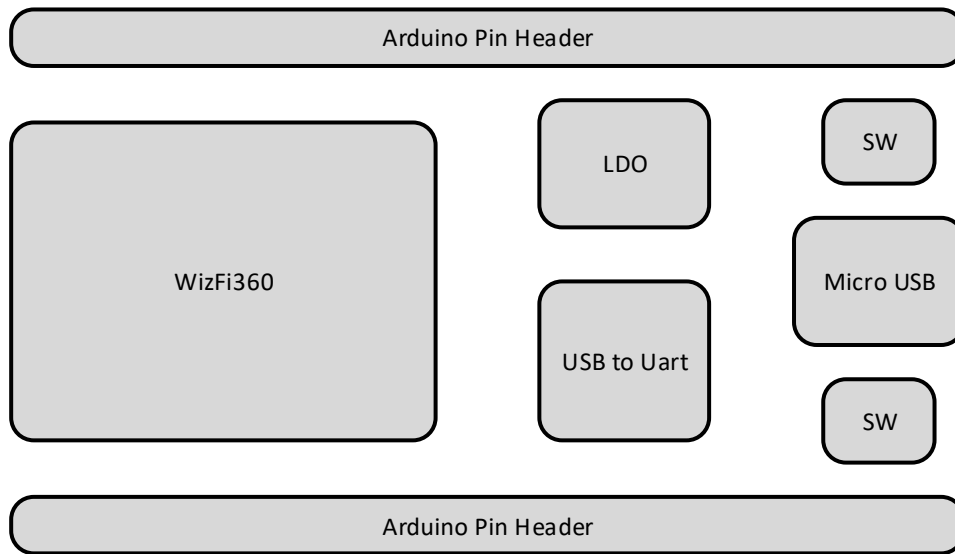 Arduino Pin Header
LDO
SW
WizFi360
Micro USB
USB to Uart
SW
Arduino Pin Header